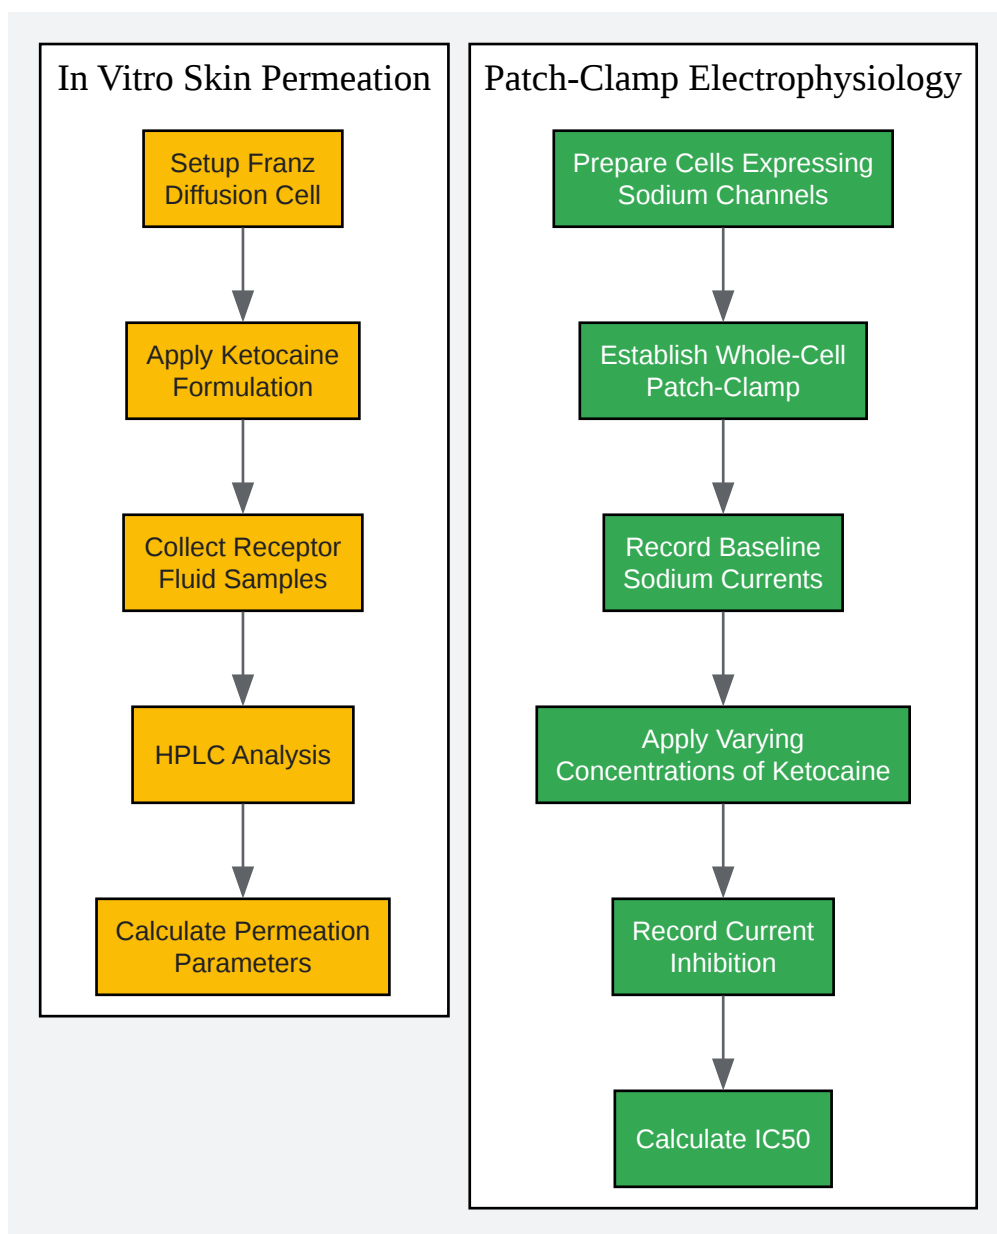 In Vitro Skin Permeation
Setup Franz
Diffusion Cell
Apply Ketocaine
Formulation
Collect Receptor
Fluid Samples
HPLC Analysis
Calculate Permeation
Parameters
Patch-Clamp Electrophysiology
Prepare Cells Expressing
Sodium Channels
Establish Whole-Cell
Patch-Clamp
Record Baseline
Sodium Currents
Apply Varying
Concentrations of Ketocaine
Record Current
Inhibition
Calculate IC50